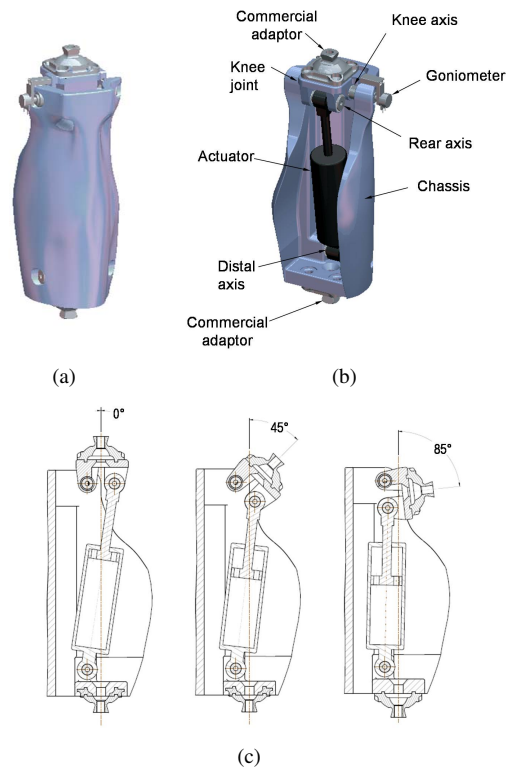 Commercial
adaptor
Knee axis
Knee
joint
Goniometer
Rear axis
Actuator
Chassis
Distal
axis
Commercial
adaptor
(a)
(b)
0°
45°
85°
(c)